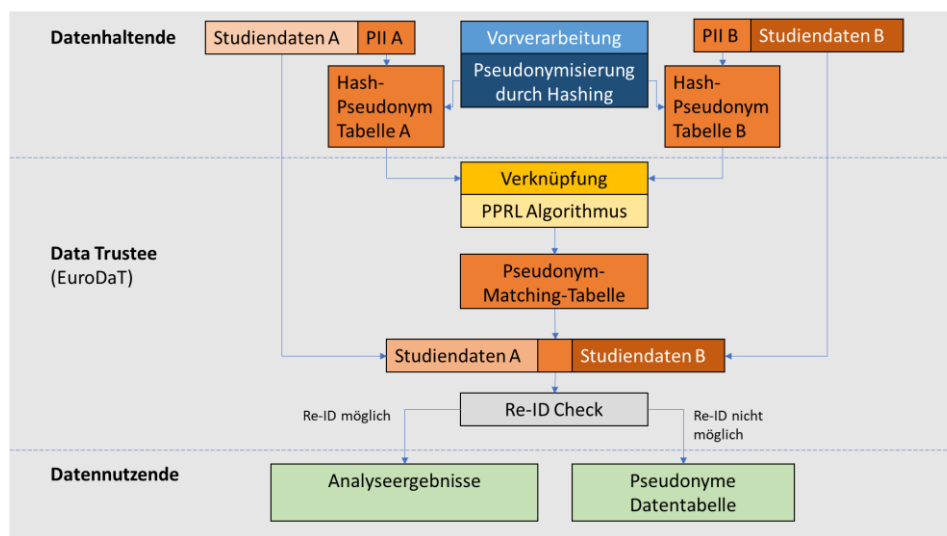 Datenhaltende
Studiendaten A
PII A
Vorverarbeitung
PII B
Studiendaten B
Hash-
Pseudonym
Tabelle A
Pseudonymisierung
durch Hashing
Hash-
Pseudonym
Tabelle B
Verknüpfung
PPRL Algorithmus
Data Trustee
(EuroDaT)
Pseudonym-
Matching-Tabelle
Studiendaten A
Studiendaten B
Re-ID möglich
Re-ID Check
Re-ID nicht
möglich
Datennutzende
Analyseergebnisse
Pseudonyme
Datentabelle